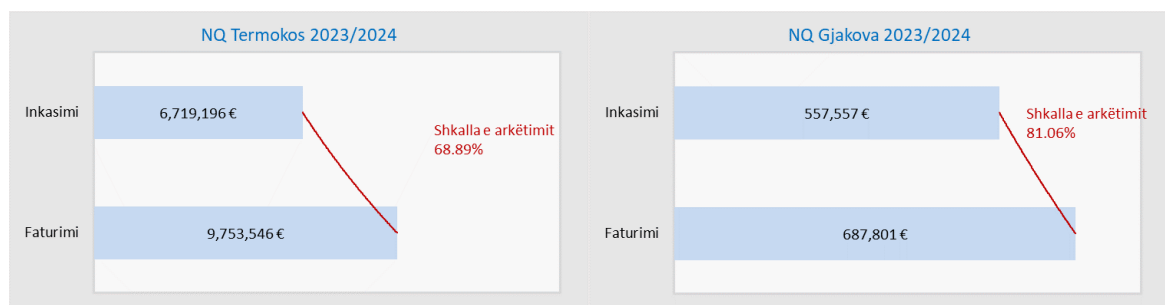 NQ Termokos 2023/2024
Inkasimi
6,719,196 €
Shkalla e arkëtimit
68.89%
Faturimi
9,753,546 €
NQ Gjakova 2023/2024
Inkasimi
557,557 €
Shkalla e arkëtimit
81.06%
Faturimi
687,801 €